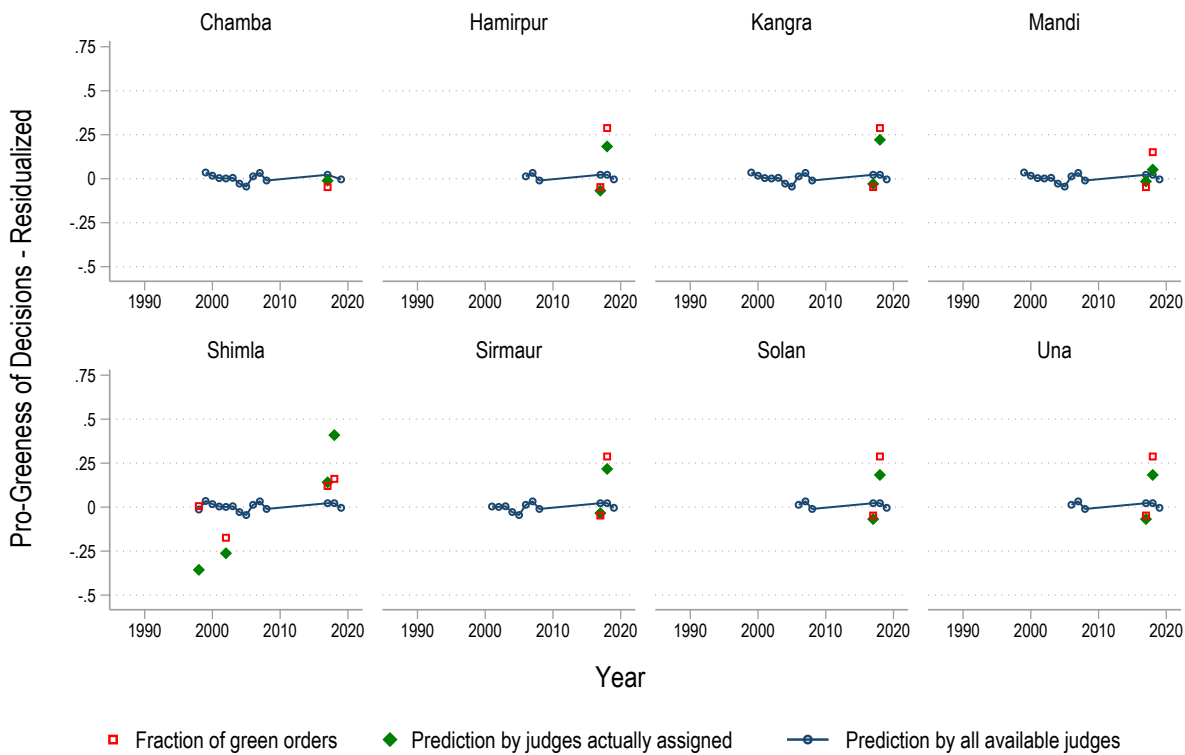 Chamba Hamirpur Kangra Mandi
.75
.5
.25
0
-.25
-.5
1990 2000 2010 2020 1990 2000 2010 2020 1990 2000 2010 2020 1990 2000 2010 2020
Shimla Sirmaur Solan Una
.75
.5
.25
0
-.25
-.5
1990 2000 2010 2020 1990 2000 2010 2020 1990 2000 2010 2020 1990 2000 2010 2020
Pro-Greeness of Decisions - Residualized
Year
Fraction of green orders Prediction by judges actually assigned Prediction by all available judges